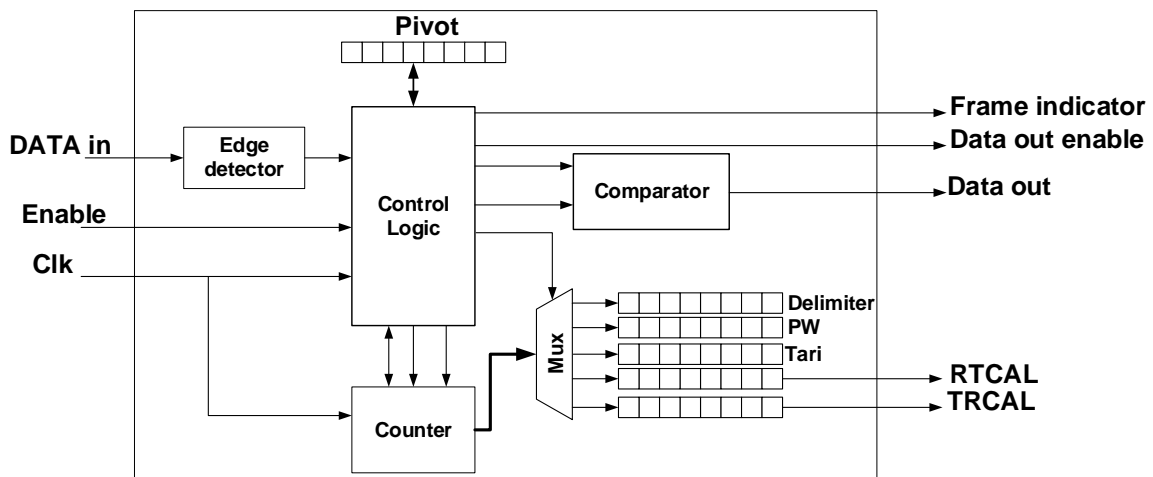 Pivot
DATA in
Edge
detector
Enable
Clk
Control
Logic
Comparator
Frame indicator
Data out enable
Data out
Mux
Delimiter
PW
Tari
RTCAL
TRCAL
Counter